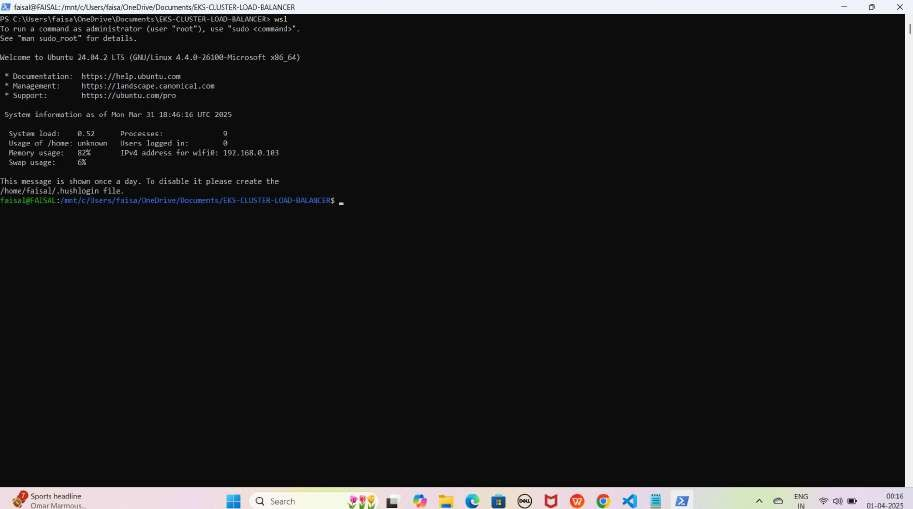 faisal@FAISAL: /mnt/c/Users/faisa/OneDrive/Documents/EKS-CLUSTER-LOAD-BALANCER
PS C:\Users\faisa\OneDrive\Documents\EKS-CLUSTER-LOAD-BALANCER> wsl
To run a command as administrator (user "root"), use "sudo <command>".
See "man sudo_root" for details.
Welcome to Ubuntu 24.04.2 LTS (GNU/Linux 4.4.0-26100-Microsoft x86_64)
* Documentation:  https://help.ubuntu.com
* Management:     https://landscape.canonical.com
* Support:        https://ubuntu.com/pro
System information as of Mon Mar 31 18:46:16 UTC 2025
System load:    0.52      Processes:              9
Usage of /home: unknown   Users logged in:        0
Memory usage:   82%       IPv4 address for wifi0: 192.168.0.103
Swap usage:     6%
This message is shown once a day. To disable it please create the
/home/faisal/.hushlogin file.
faisal@FAISAL:/mnt/c/Users/faisa/OneDrive/Documents/EKS-CLUSTER-LOAD-BALANCER$
7
Sports headline
Omar Marmous...
Search
DELL
ENG
IN
00:16
01-04-2025